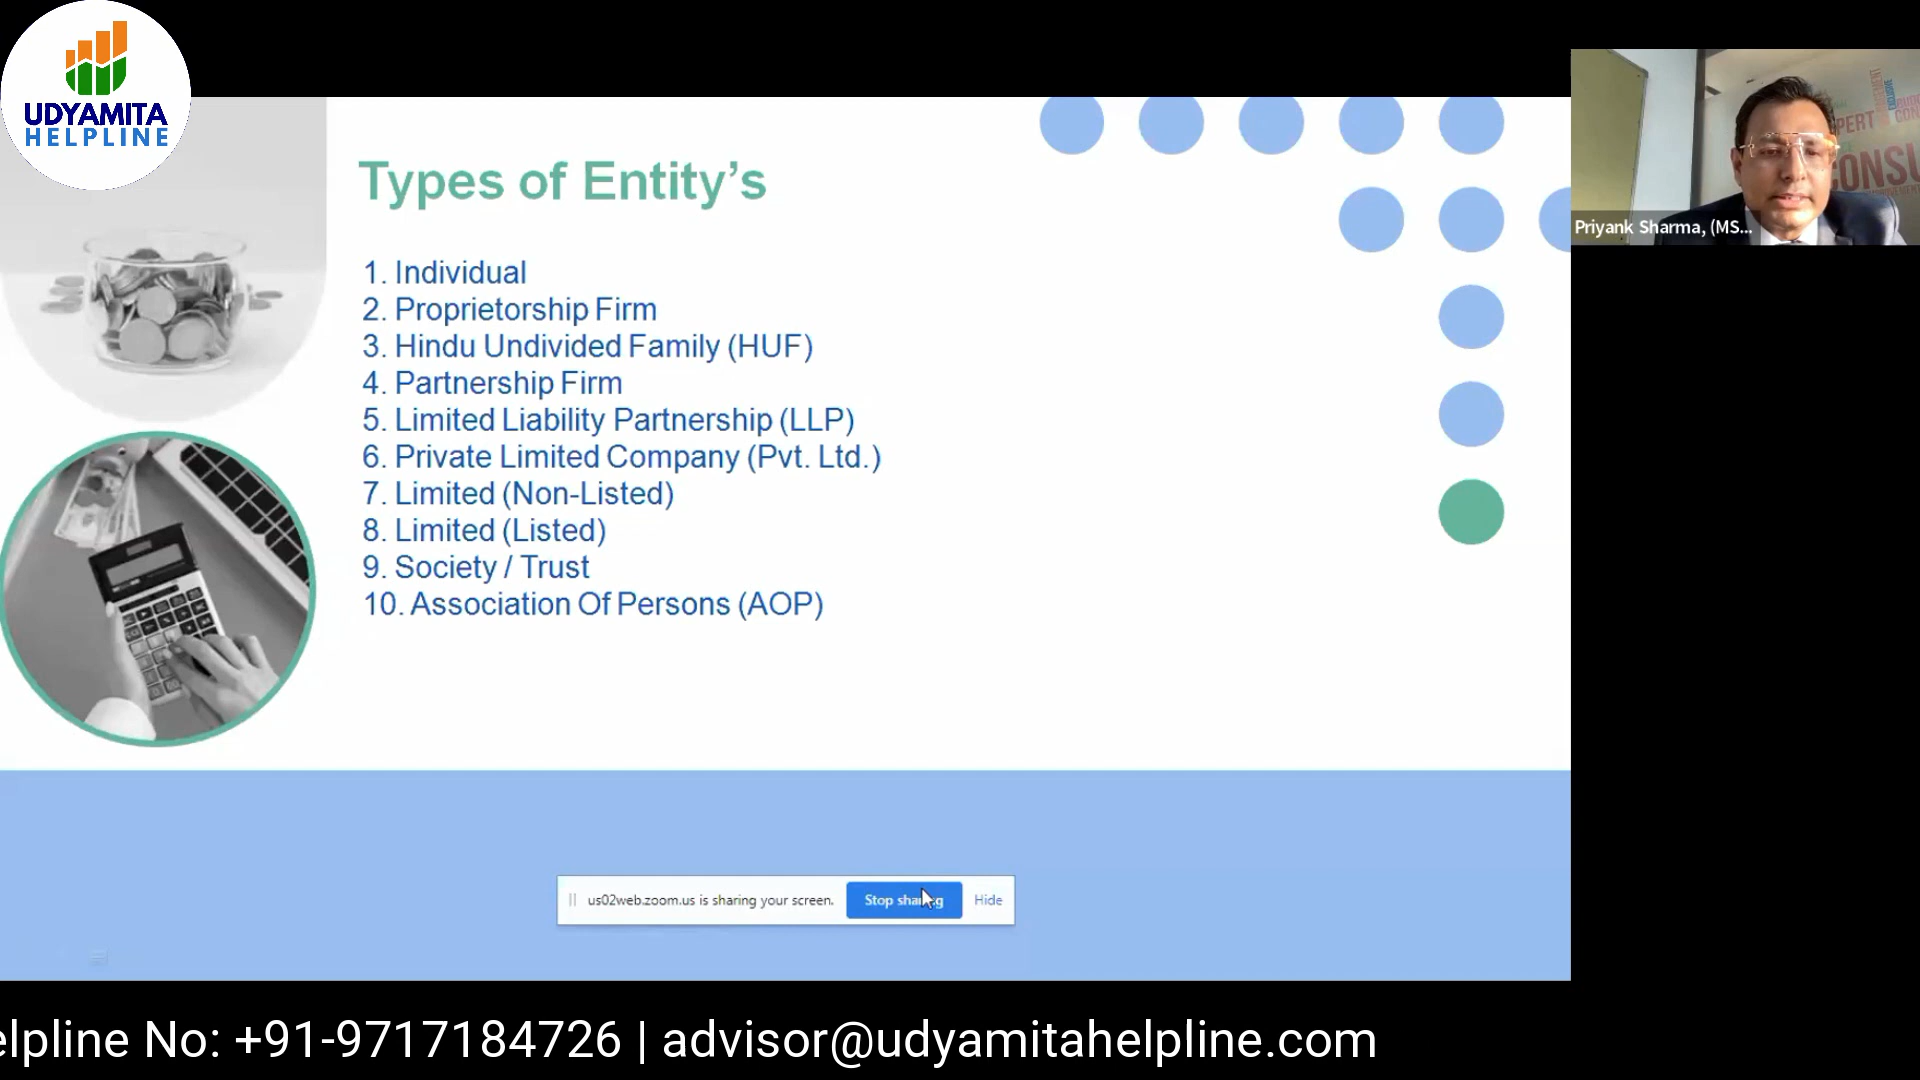 UDYAMITA
HELPLINE
Types of Entity’s
1. Individual
2. Proprietorship Firm
3. Hindu Undivided Family (HUF)
4. Partnership Firm
5. Limited Liability Partnership (LLP)
6. Private Limited Company (Pvt. Ltd.)
7. Limited (Non-Listed)
8. Limited (Listed)
9. Society / Trust
10. Association Of Persons (AOP)
Priyank Sharma, (MS...
us02web.zoom.us is sharing your screen.
Stop sharing
Hide
elpline No: +91-9717184726 | advisor@udyamitahelpline.com